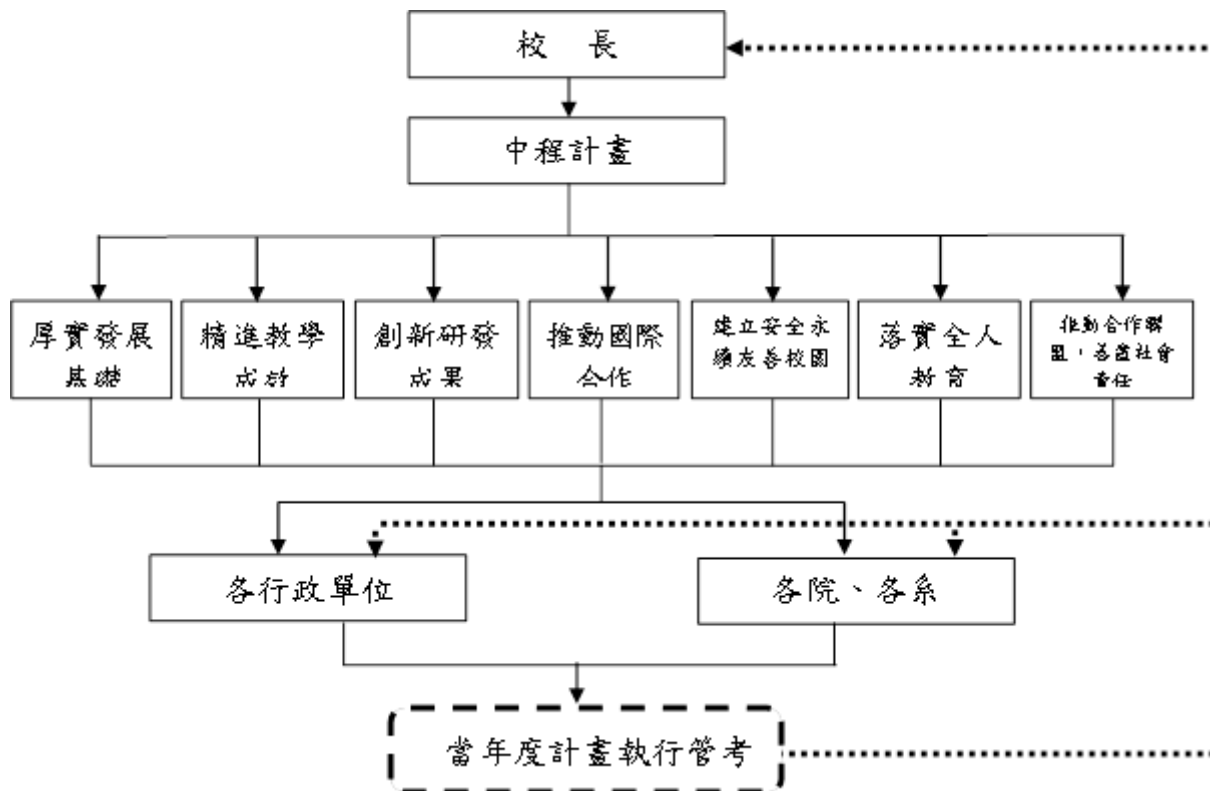 校 長
中程計畫
厚實發展
基礎
精進教學
成效
創新研發
成果
推動國際
合作
建立安全永
續友善校園
落實全人
教育
推動合作聯
盟，善盡社會
責任
各行政單位
各院、各系
當年度計畫執行管考